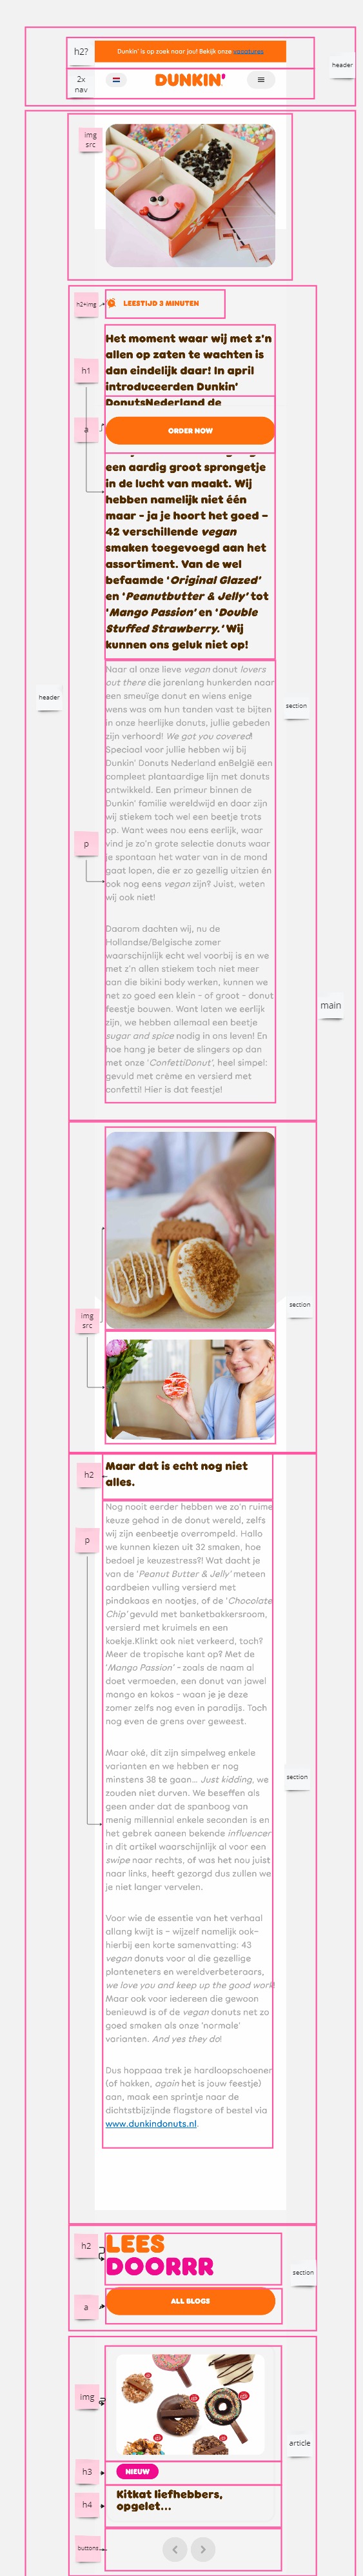 h2?
Dunkin' is op zoek naar jou! Bekijk onze vacatures
header
2x
nav
DUNKIN'
img
src
h2+img
LEESTIJD 3 MINUTEN
h1
Het moment waar wij met z'n
allen op zaten te wachten is
dan eindelijk daar! In april
introduceerden Dunkin'
DonutsNederland de
a
ORDER NOW
een aardig groot sprongetje
in de lucht van maakt. Wij
hebben namelijk niet één
maar - ja je hoort het goed –
42 verschillende vegan
smaken toegevoegd aan het
assortiment. Van de wel
befaamde 'Original Glazed'
en 'Peanutbutter & Jelly' tot
'Mango Passion' en 'Double
Stuffed Strawberry.' Wij
kunnen ons geluk niet op!
header
section
p
Naar al onze lieve vegan donut lovers
out there die jarenlang hunkerden naar
een smeuïge donut en wiens enige
wens was om hun tanden vast te bijten
in onze heerlijke donuts, jullie gebeden
zijn verhoord! We got you covered!
Speciaal voor jullie hebben wij bij
Dunkin' Donuts Nederland enBelgië een
compleet plantaardige lijn met donuts
ontwikkeld. Een primeur binnen de
Dunkin' familie wereldwijd en daar zijn
wij stiekem toch wel een beetje trots
op. Want wees nou eens eerlijk, waar
vind je zo'n grote selectie donuts waar
je spontaan het water van in de mond
gaat lopen, die er zo gezellig uitzien én
ook nog eens vegan zijn? Juist, weten
wij ook niet!
Daarom dachten wij, nu de
Hollandse/Belgische zomer
waarschijnlijk echt wel voorbij is en we
met z'n allen stiekem toch niet meer
aan die bikini body werken, kunnen we
net zo goed een klein - of groot - donut
feestje bouwen. Want laten we eerlijk
zijn, we hebben allemaal een beetje
sugar and spice nodig in ons leven! En
hoe hang je beter de slingers op dan
met onze 'ConfettiDonut', heel simpel:
gevuld met crème en versierd met
confetti! Hier is dat feestje!
main
img
src
section
h2
Maar dat is echt nog niet
alles.
p
Nog nooit eerder hebben we zo'n ruime
keuze gehad in de donut wereld, zelfs
wij zijn eenbeetje overrompeld. Hallo
we kunnen kiezen uit 32 smaken, hoe
bedoel je keuzestress?! Wat dacht je
van de 'Peanut Butter & Jelly' meteen
aardbeien vulling versierd met
pindakaas en nootjes, of de 'Chocolate
Chip' gevuld met banketbakkersroom,
versierd met kruimels en een
koekje.Klinkt ook niet verkeerd, toch?
Meer de tropische kant op? Met de
'Mango Passion' - zoals de naam al
doet vermoeden, een donut van jawel
mango en kokos - waan je je deze
zomer zelfs nog even in paradijs. Toch
nog even de grens over geweest.
section
Maar oké, dit zijn simpelweg enkele
varianten en we hebben er nog
minstens 38 te gaan... Just kidding, we
zouden niet durven. We beseffen als
geen ander dat de spanboog van
menig millennial enkele seconden is en
het gebrek aaneen bekende influencer
in dit artikel waarschijnlijk al voor een
swipe naar rechts, of was het nou juist
naar links, heeft gezorgd dus zullen we
je niet langer vervelen.
Voor wie de essentie van het verhaal
allang kwijt is – wijzelf namelijk ook–
hierbij een korte samenvatting: 43
vegan donuts voor al die gezellige
planteneters en wereldverbeteraars,
we love you and keep up the good work!
Maar ook voor iedereen die gewoon
benieuwd is of de vegan donuts net zo
goed smaken als onze 'normale'
varianten. And yes they do!
Dus hoppaaa trek je hardloopschoenen
(of hakken, again het is jouw feestje)
aan, maak een sprintje naar de
dichtstbijzijnde flagstore of bestel via
www.dunkindonuts.nl.
h2
LEES
DOORRR
section
a
ALL BLOGS
img
article
h3
NIEUW
h4
Kitkat liefhebbers,
opgelet...
buttons